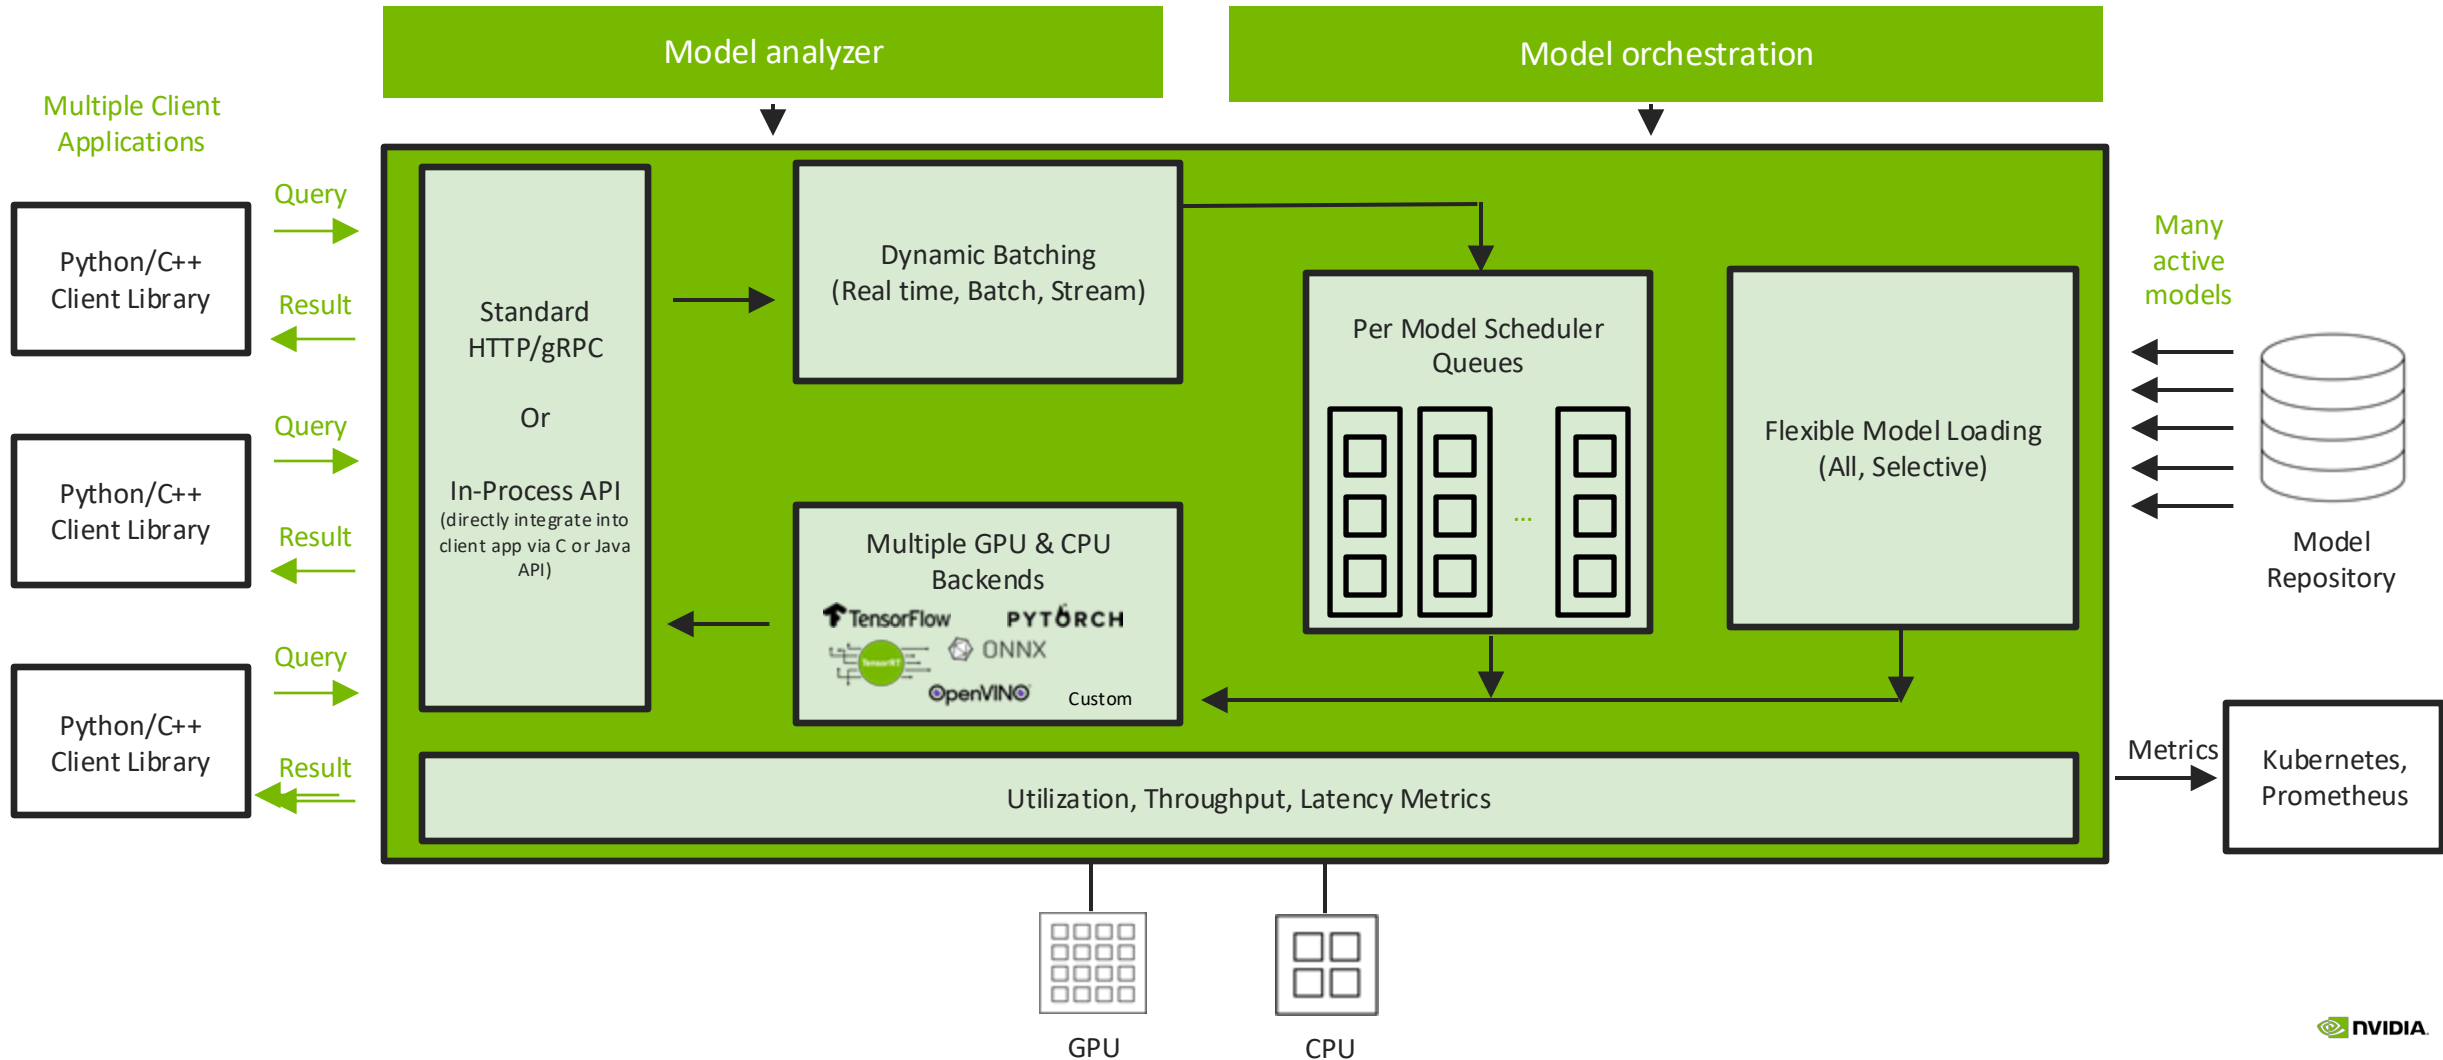 Model analyzer
Model orchestration
Multiple Client
Applications
Query
Python/C++
Client Library
Result
Query
Python/C++
Client Library
Result
Query
Python/C++
Client Library
Result
Standard
HTTP/gRPC
Or
In-Process API
(directly integrate into
client app via C or Java
API)
Dynamic Batching
(Real time, Batch, Stream)
Per Model Scheduler
Queues
...
Flexible Model Loading
(All, Selective)
Multiple GPU & CPU
Backends
TensorFlow
PYTORCH
TensorRT
ONNX
OpenVINO
Custom
Utilization, Throughput, Latency Metrics
Many
active
models
Model
Repository
Metrics
Kubernetes,
Prometheus
GPU
CPU
NVIDIA.